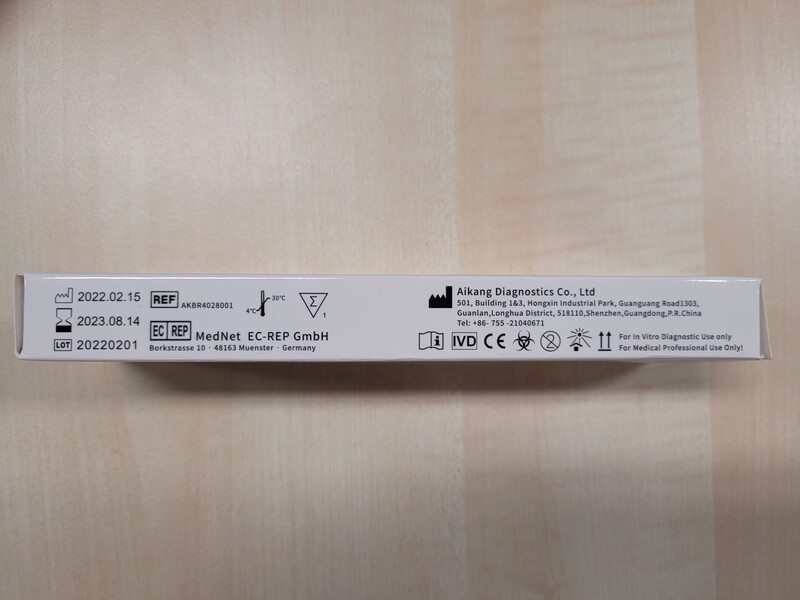 2022.02.15
2023.08.14
LOT 20220201
REF AKBR4028001
EC REP MedNet EC-REP GmbH
Borkstrasse 10 · 48163 Muenster · Germany
4°C 30°C
Σ 1
Aikang Diagnostics Co., Ltd
501, Building 1&3, Hongxin Industrial Park, Guanguang Road1303,
Guanlan,Longhua District, 518110,Shenzhen,Guangdong,P.R.China
Tel: +86- 755 -21040671
i IVD CE 2
For In Vitro Diagnostic Use only
For Medical Professional Use Only!